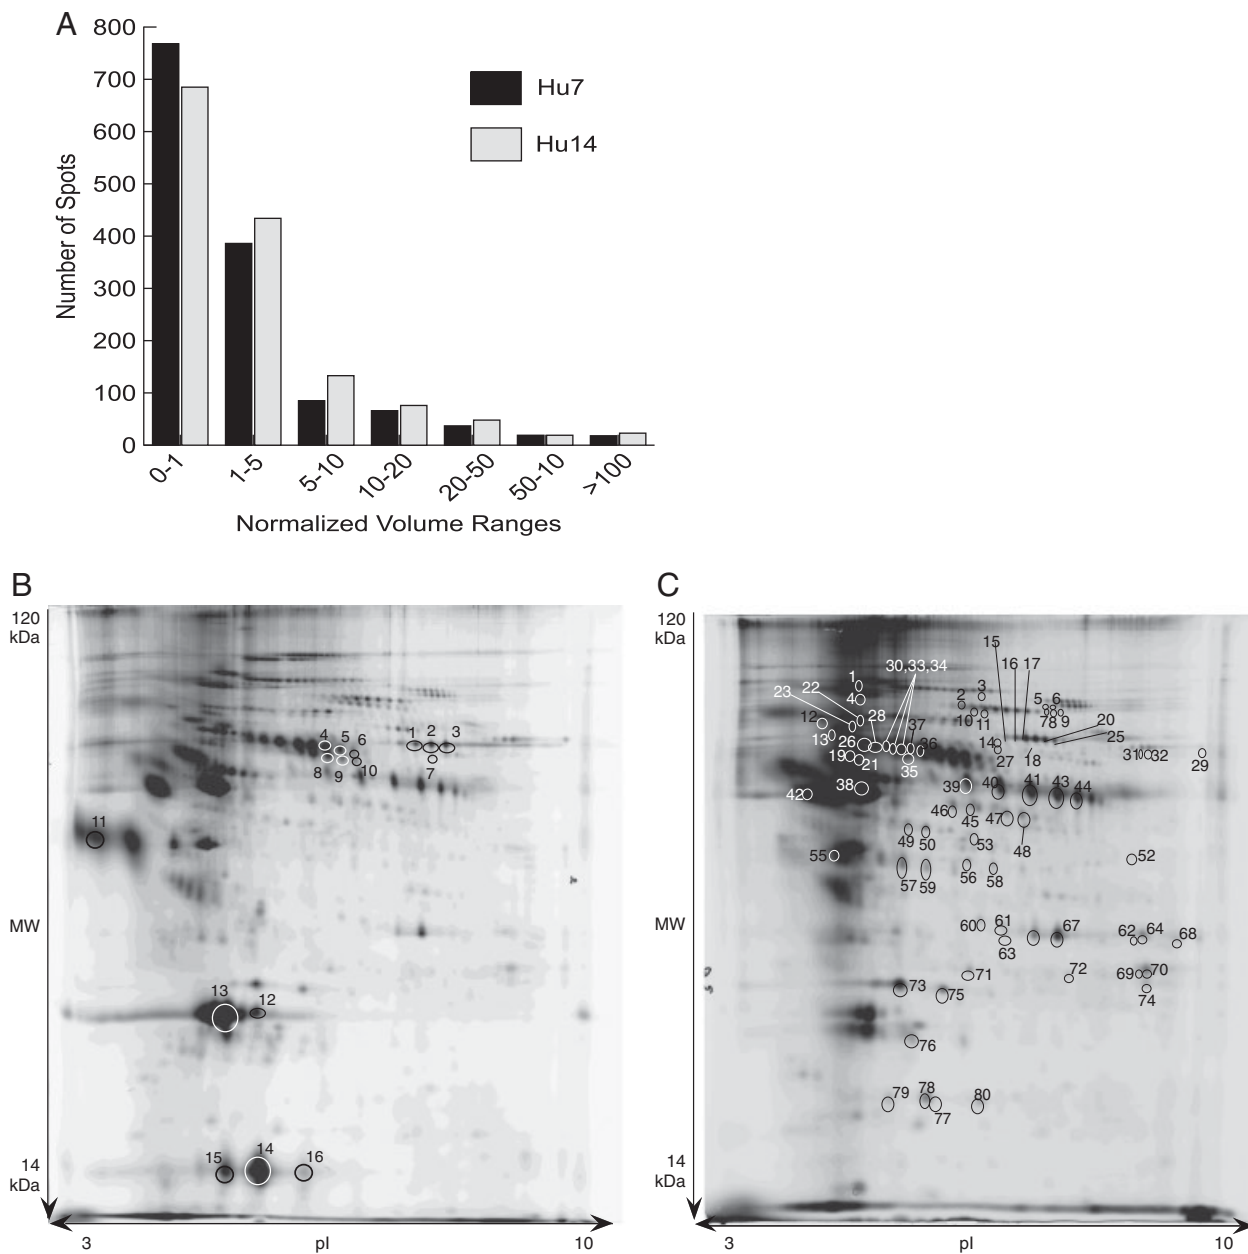 A
800
700
600
500
400
300
200
100
0
Number of Spots
Hu7
Hu14
0-1
1-5
5-10
10-20
20-50
50-10
>100
Normalized Volume Ranges
B
120
kDa
MW
14
kDa
4 5 6 1 2 3
8 9 10 7
11
13 12
15 14 16
3 pI 10
C
120
kDa
MW
14
kDa
15
16 17
30,33,34
1
3
22 4 2 5 6
23
28 10 11 7 8 9
12 37 20
13 26 36 14 25
19 21 35 27 18 31 32 29
42 38 39 40 41 43 44
46 45 47
49 50 53 48
55 52
57 59 56 58
60 61 67 62 64 68
63
71 72 69 70
73 75 74
76
79 78 80
77
3 pI 10